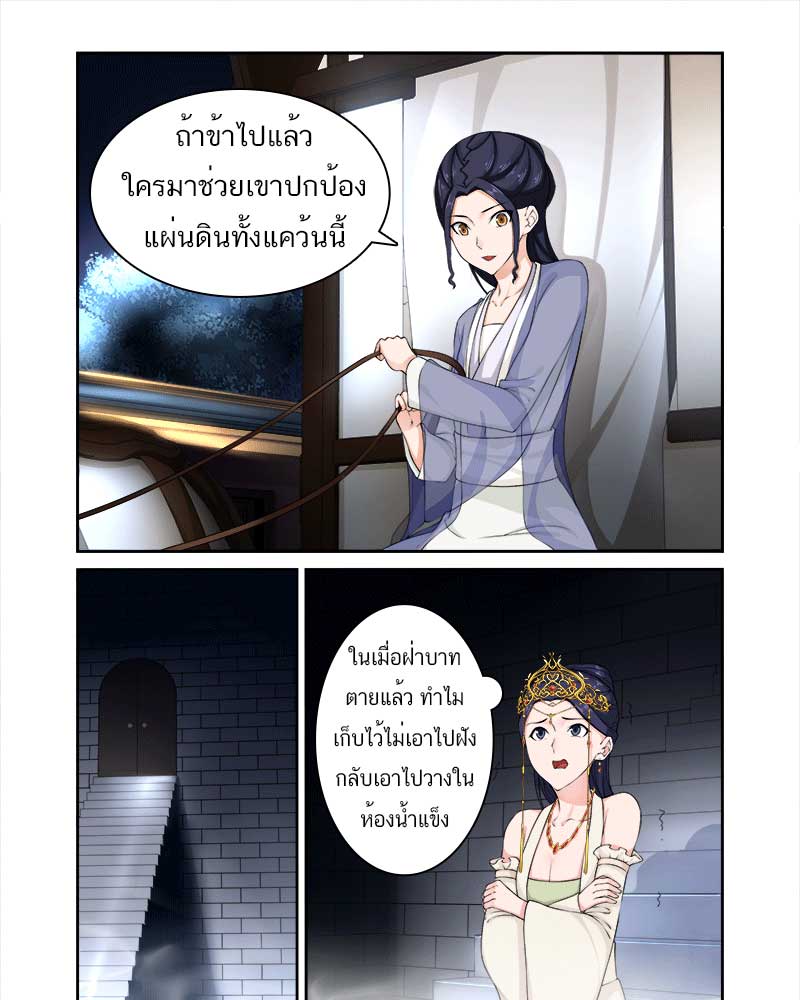 ถ้าข้าไปแล้ว
ใครมาช่วยเขาปกป้อง
แผ่นดินทั้งแคว้นนี้
ในเมื่อฝ่าบาท
ตายแล้ว ทำไม
เก็บไว้ไม่เอาไปฝัง
กลับเอาไปวางใน
ห้องน้ำแข็ง